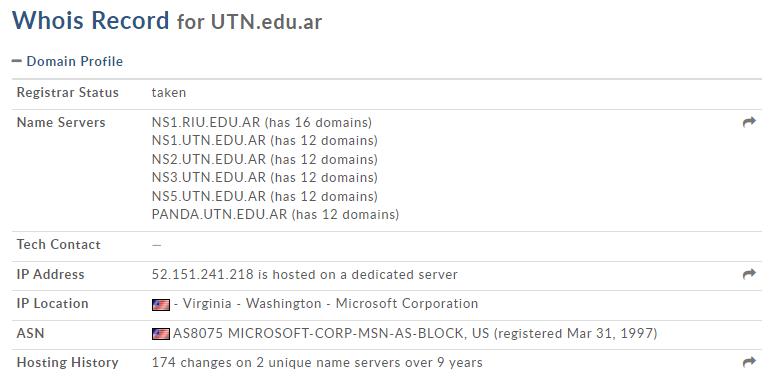 Whois Record for UTN.edu.ar
Domain Profile
Registrar Status taken
Name Servers NS1.RIU.EDU.AR (has 16 domains)
NS1.UTN.EDU.AR (has 12 domains)
NS2.UTN.EDU.AR (has 12 domains)
NS3.UTN.EDU.AR (has 12 domains)
NS5.UTN.EDU.AR (has 12 domains)
PANDA.UTN.EDU.AR (has 12 domains)
Tech Contact —
IP Address 52.151.241.218 is hosted on a dedicated server
IP Location - Virginia - Washington - Microsoft Corporation
ASN AS8075 MICROSOFT-CORP-MSN-AS-BLOCK, US (registered Mar 31, 1997)
Hosting History 174 changes on 2 unique name servers over 9 years